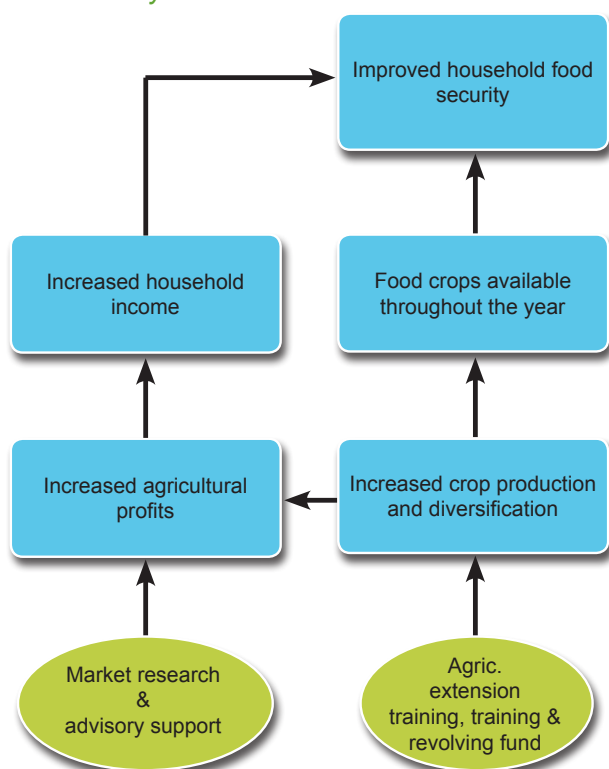 Improved household food
security
Increased household
income
Food crops available
throughout the year
Increased agricultural
profits
Increased crop production
and diversification
Market research
&
advisory support
Agric.
extension
training, training &
revolving fund